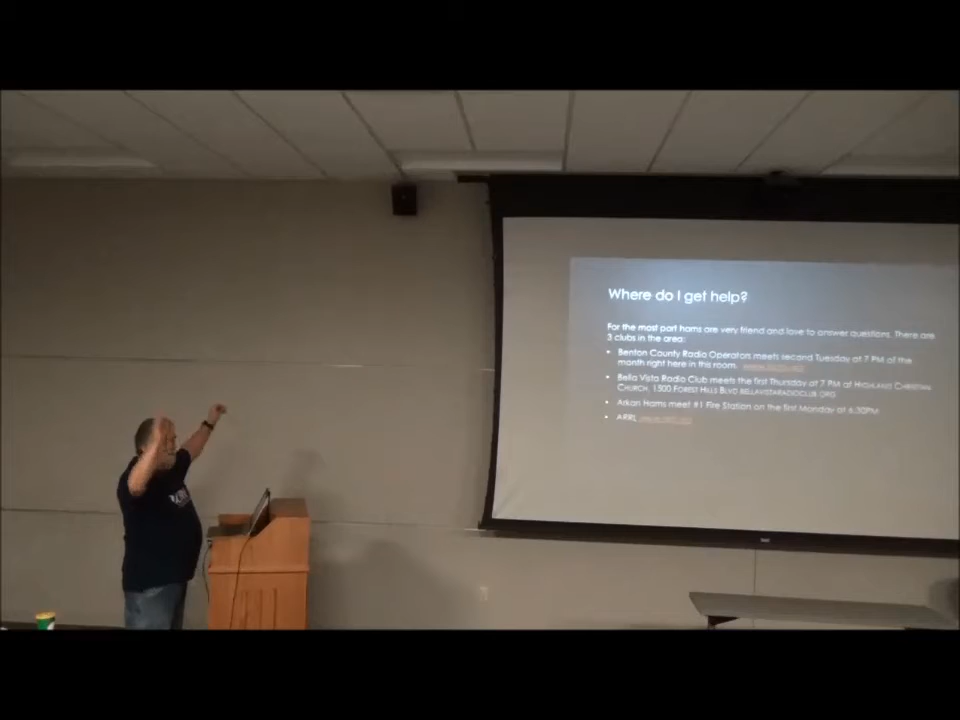 Where do I get help?
For the most part hams are very friend and love to answer questions. There are
3 clubs in the area:
• Benton County Radio Operators meets second Tuesday at 7 PM of the
month right here in this room.
• Bella Vista Radio Club meets the first Thursday at 7 PM at Highlands Christian
Church, 1500 Forest Hills Blvd bellavistaradioclub.org
• Arkan Hams meet #1 Fire Station on the first Monday at 6:30PM
• ARRL